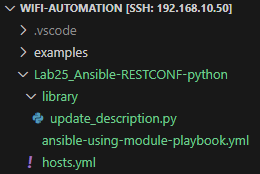 WIFI-AUTOMATION [SSH: 192.168.10.50]
.vscode
examples
Lab25_Ansible-RESTCONF-python
library
update_description.py
ansible-using-module-playbook.yml
! hosts.yml